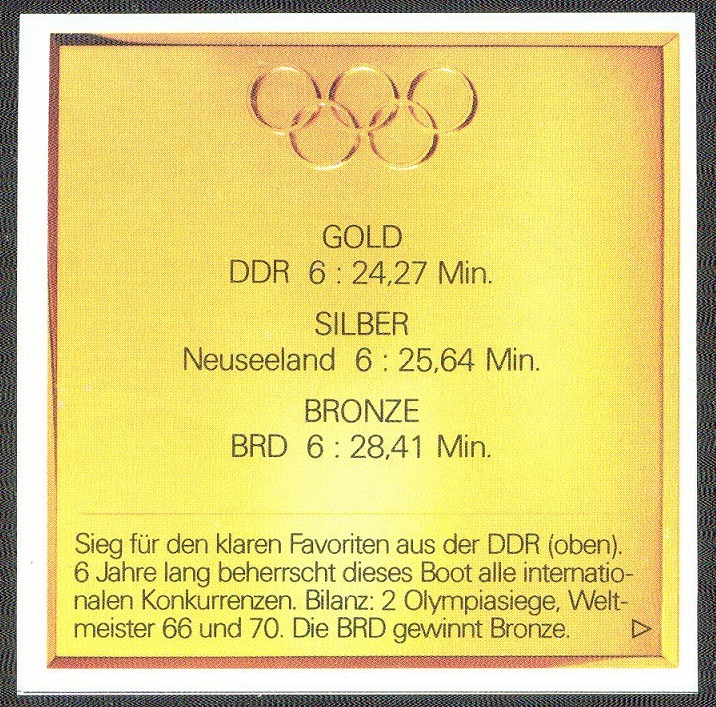 GOLD
DDR 6 : 24,27 Min.
SILBER
Neuseeland 6 : 25,64 Min.
BRONZE
BRD 6 : 28,41 Min.
Sieg für den klaren Favoriten aus der DDR (oben).
6 Jahre lang beherrscht dieses Boot alle internatio-
nalen Konkurrenzen. Bilanz: 2 Olympiasiege, Welt-
meister 66 und 70. Die BRD gewinnt Bronze.